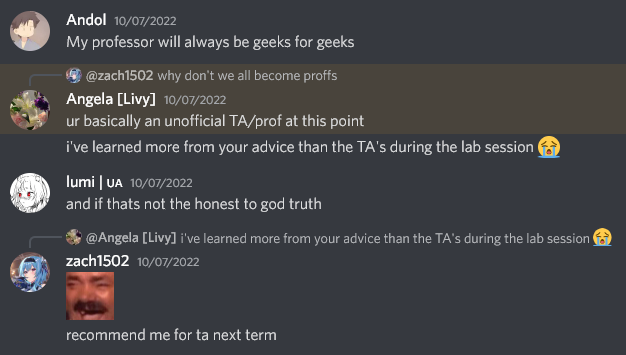 Andol 10/07/2022
My professor will always be geeks for geeks
@zach1502 why don't we all become proffs
Angela [Livy] 10/07/2022
ur basically an unofficial TA/prof at this point
i've learned more from your advice than the TA's during the lab session 😭
lumi | UA 10/07/2022
and if thats not the honest to god truth
@Angela [Livy] i've learned more from your advice than the TA's during the lab session 😭
zach1502 10/07/2022
recommend me for ta next term